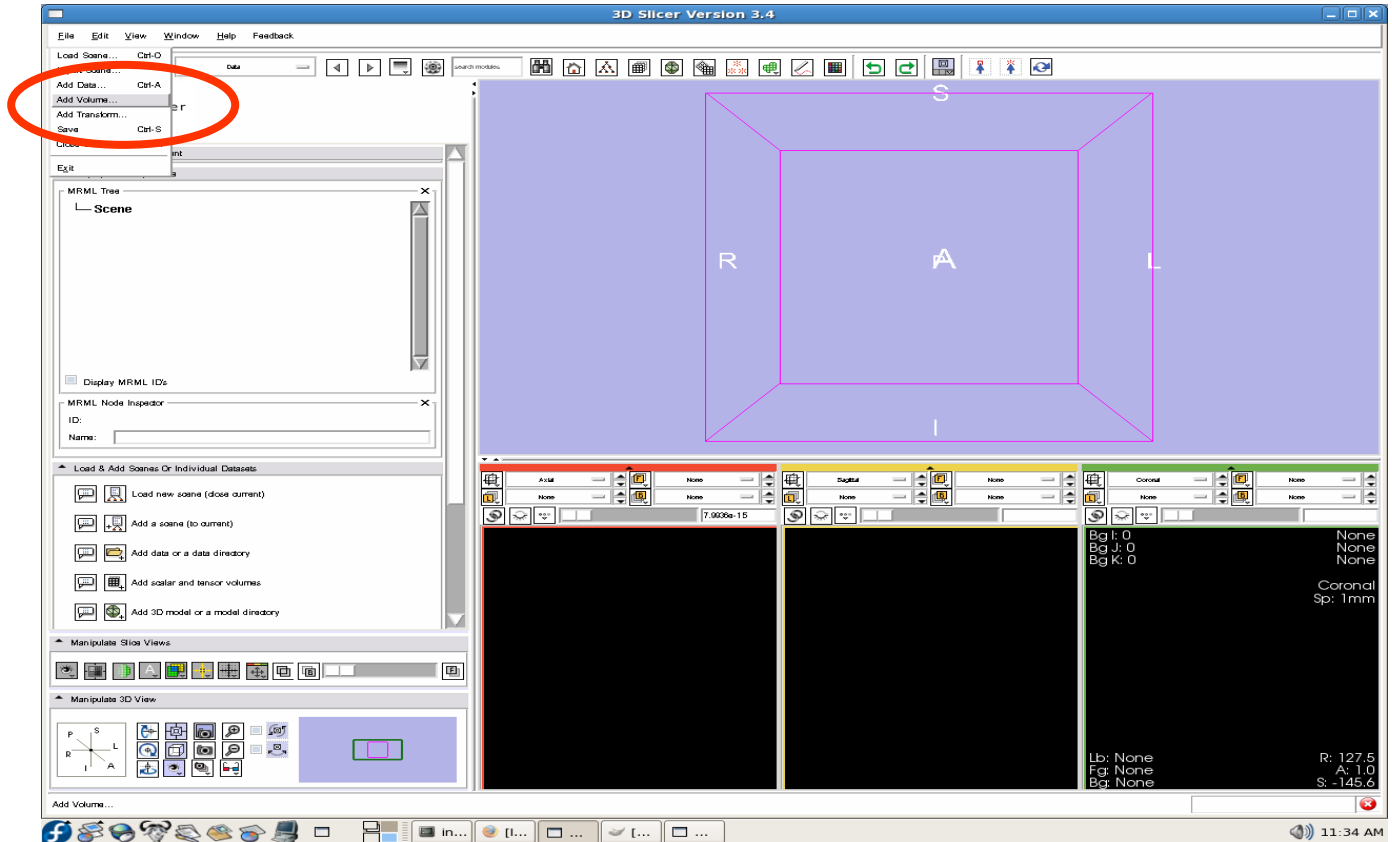 3D Slicer Version 3.4
File Edit View Window Help Feedback
Load Scene... Ctrl-O
Scene...
Add Data... Ctrl-A
Add Volume...
Add Transform...
Save Ctrl-S
Exit
Data
search modules
er
MRML Tree
Scene
Display MRML ID's
MRML Node Inspector
ID:
Name:
Load & Add Scenes Or Individual Datasets
Load new scene (close current)
Add a scene (to current)
Add data or a data directory
Add scalar and tensor volumes
Add 3D model or a model directory
Manipulate Slice Views
Manipulate 3D View
P S
R L
I A
S
R A L
I
Axial None
None None
7.9936e-15
Sagittal None
None None
Coronal None
None None
Bg I: 0 None
Bg J: 0 None
Bg K: 0 None
Coronal
Sp: 1mm
Lb: None R: 127.5
Fg: None A: 1.0
Bg: None S: -145.6
Add Volume...
in... [I... ... [... ... 11:34 AM